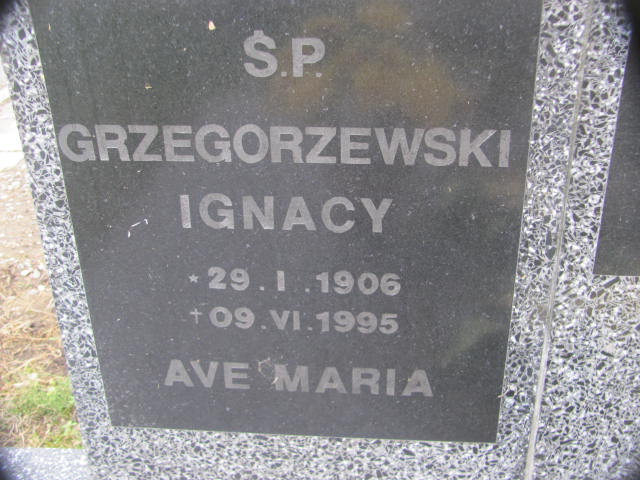 Ś.P.
GRZEGORZEWSKI
IGNACY
* 29.I.1906
† 09.VI.1995
AVE MARIA